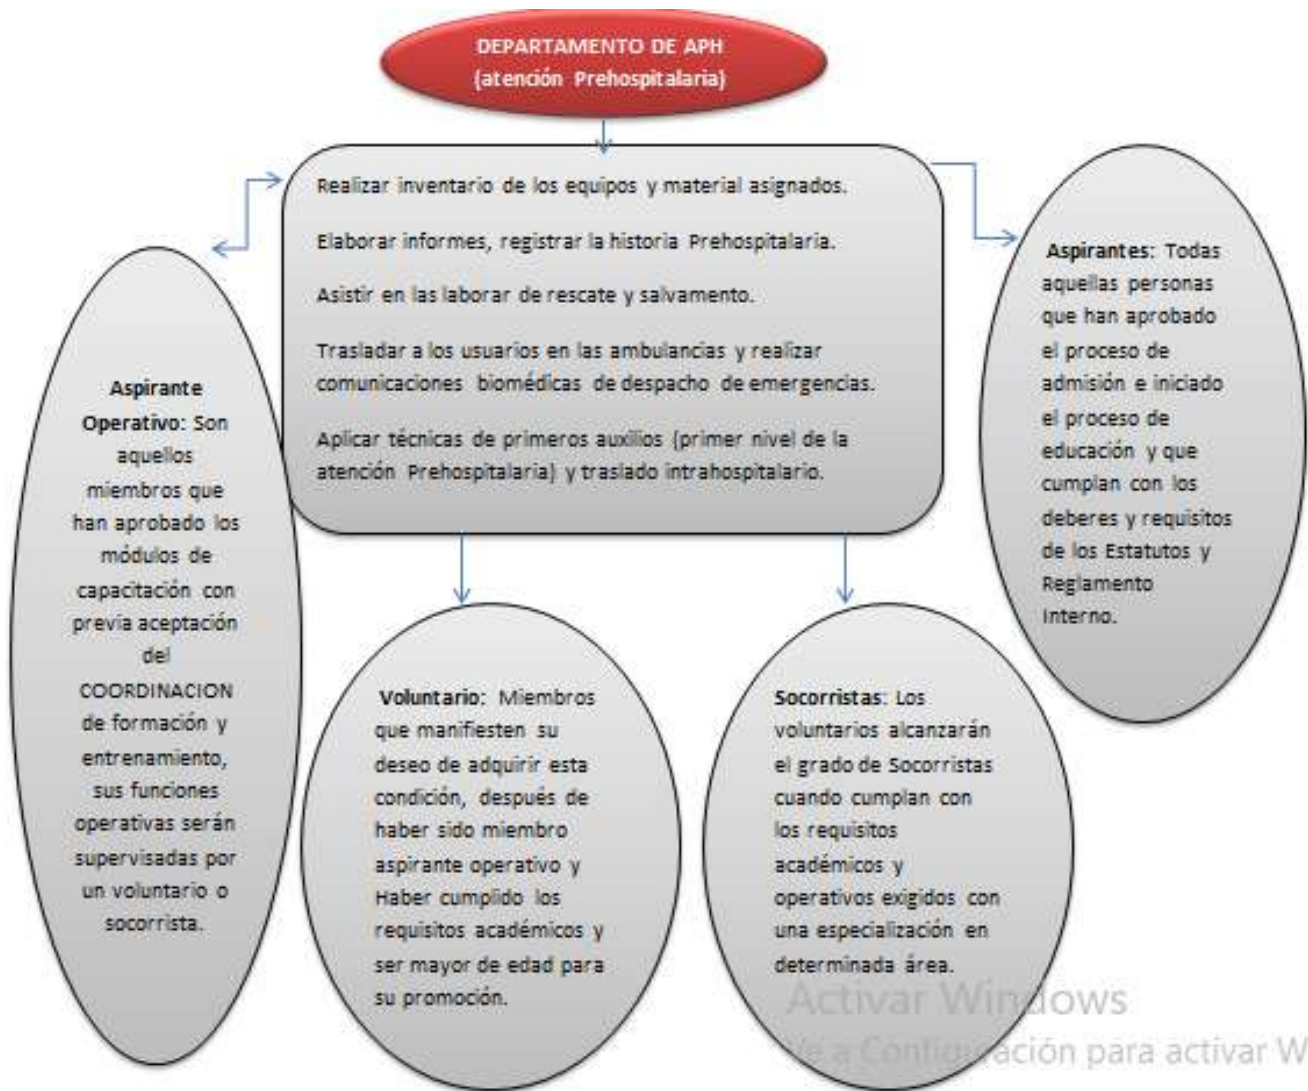 DEPARTAMENTO DE APH
(atención Prehospitalaria)
Realizar inventario de los equipos y material asignados.
Elaborar informes, registrar la historia Prehospitalaria.
Asistir en las laborar de rescate y salvamento.
Trasladar a los usuarios en las ambulancias y realizar
comunicaciones biomédicas de despacho de emergencias.
Aplicar técnicas de primeros auxilios (primer nivel de la
atención Prehospitalaria) y traslado intrahospitalario.
Aspirante
Operativo: Son
aquellos
miembros que
han aprobado los
módulos de
capacitación con
previa aceptación
del
COORDINACION
de formación y
entrenamiento,
sus funciones
operativas serán
supervisadas por
un voluntario o
socorrista.
Voluntario: Miembros
que manifiesten su
deseo de adquirir esta
condición, después de
haber sido miembro
aspirante operativo y
Haber cumplido los
requisitos académicos y
ser mayor de edad para
su promoción.
Socorristas: Los
voluntarios alcanzarán
el grado de Socorristas
cuando cumplan con
los requisitos
académicos y
operativos exigidos con
una especialización en
determinada área.
Aspirantes: Todas
aquellas personas
que han aprobado
el proceso de
admisión e iniciado
el proceso de
educación y que
cumplan con los
deberes y requisitos
de los Estatutos y
Reglamento
Interno.
Activar Windows
Ve a Configuración para activar W